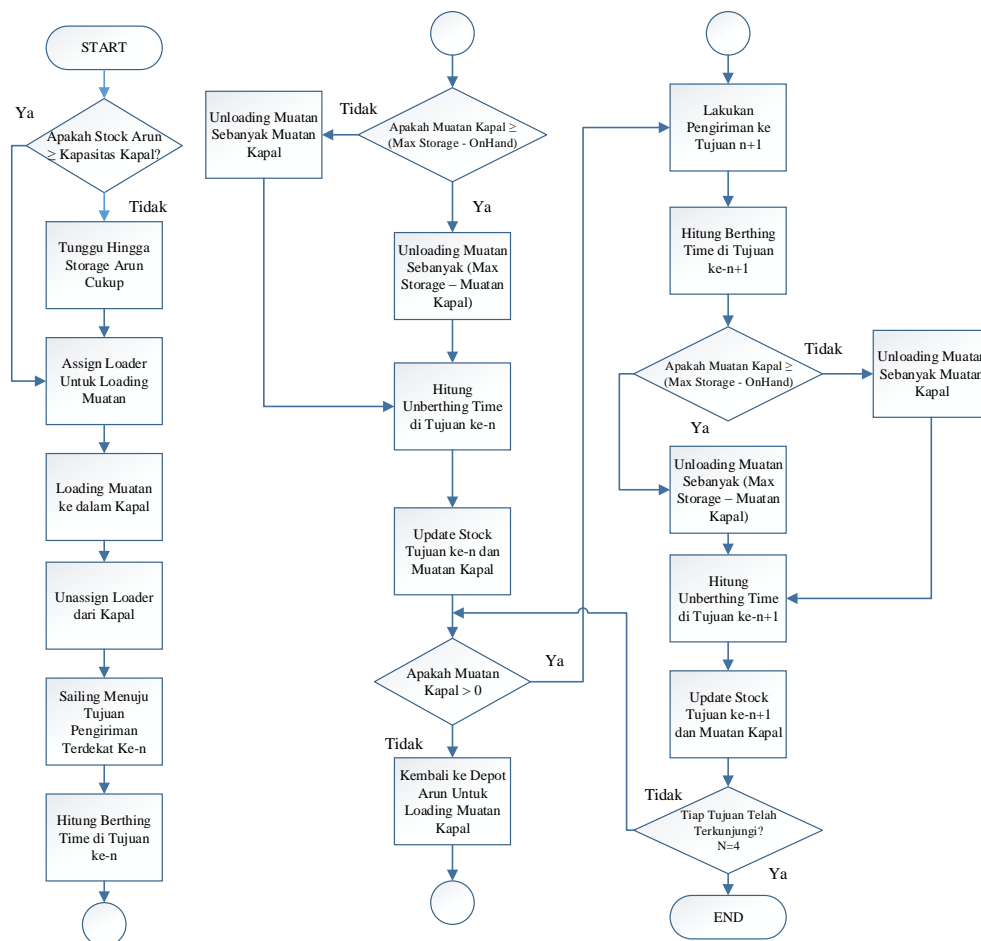 START
Ya
Apakah Stock Arun
≥ Kapasitas Kapal?
Tidak
Tunggu Hingga
Storage Arun
Cukup
Assign Loader
Untuk Loading
Muatan
Loading Muatan
ke dalam Kapal
Unassign Loader
dari Kapal
Sailing Menuju
Tujuan
Pengiriman
Terdekat Ke-n
Hitung Berthing
Time di Tujuan
ke-n
Tidak
Unloading Muatan
Sebanyak Muatan
Kapal
Apakah Muatan Kapal ≥
(Max Storage - OnHand)
Ya
Unloading Muatan
Sebanyak (Max
Storage – Muatan
Kapal)
Hitung
Unberthing Time
di Tujuan ke-n
Update Stock
Tujuan ke-n dan
Muatan Kapal
Apakah Muatan
Kapal > 0
Ya
Tidak
Kembali ke Depot
Arun Untuk
Loading Muatan
Kapal
Lakukan
Pengiriman ke
Tujuan n+1
Hitung Berthing
Time di Tujuan
ke-n+1
Apakah Muatan Kapal ≥
(Max Storage - OnHand)
Tidak
Unloading Muatan
Sebanyak Muatan
Kapal
Ya
Unloading Muatan
Sebanyak (Max
Storage – Muatan
Kapal)
Hitung
Unberthing Time
di Tujuan ke-n+1
Update Stock
Tujuan ke-n+1
dan Muatan Kapal
Tidak
Tiap Tujuan Telah
Terkunjungi?
N=4
Ya
END